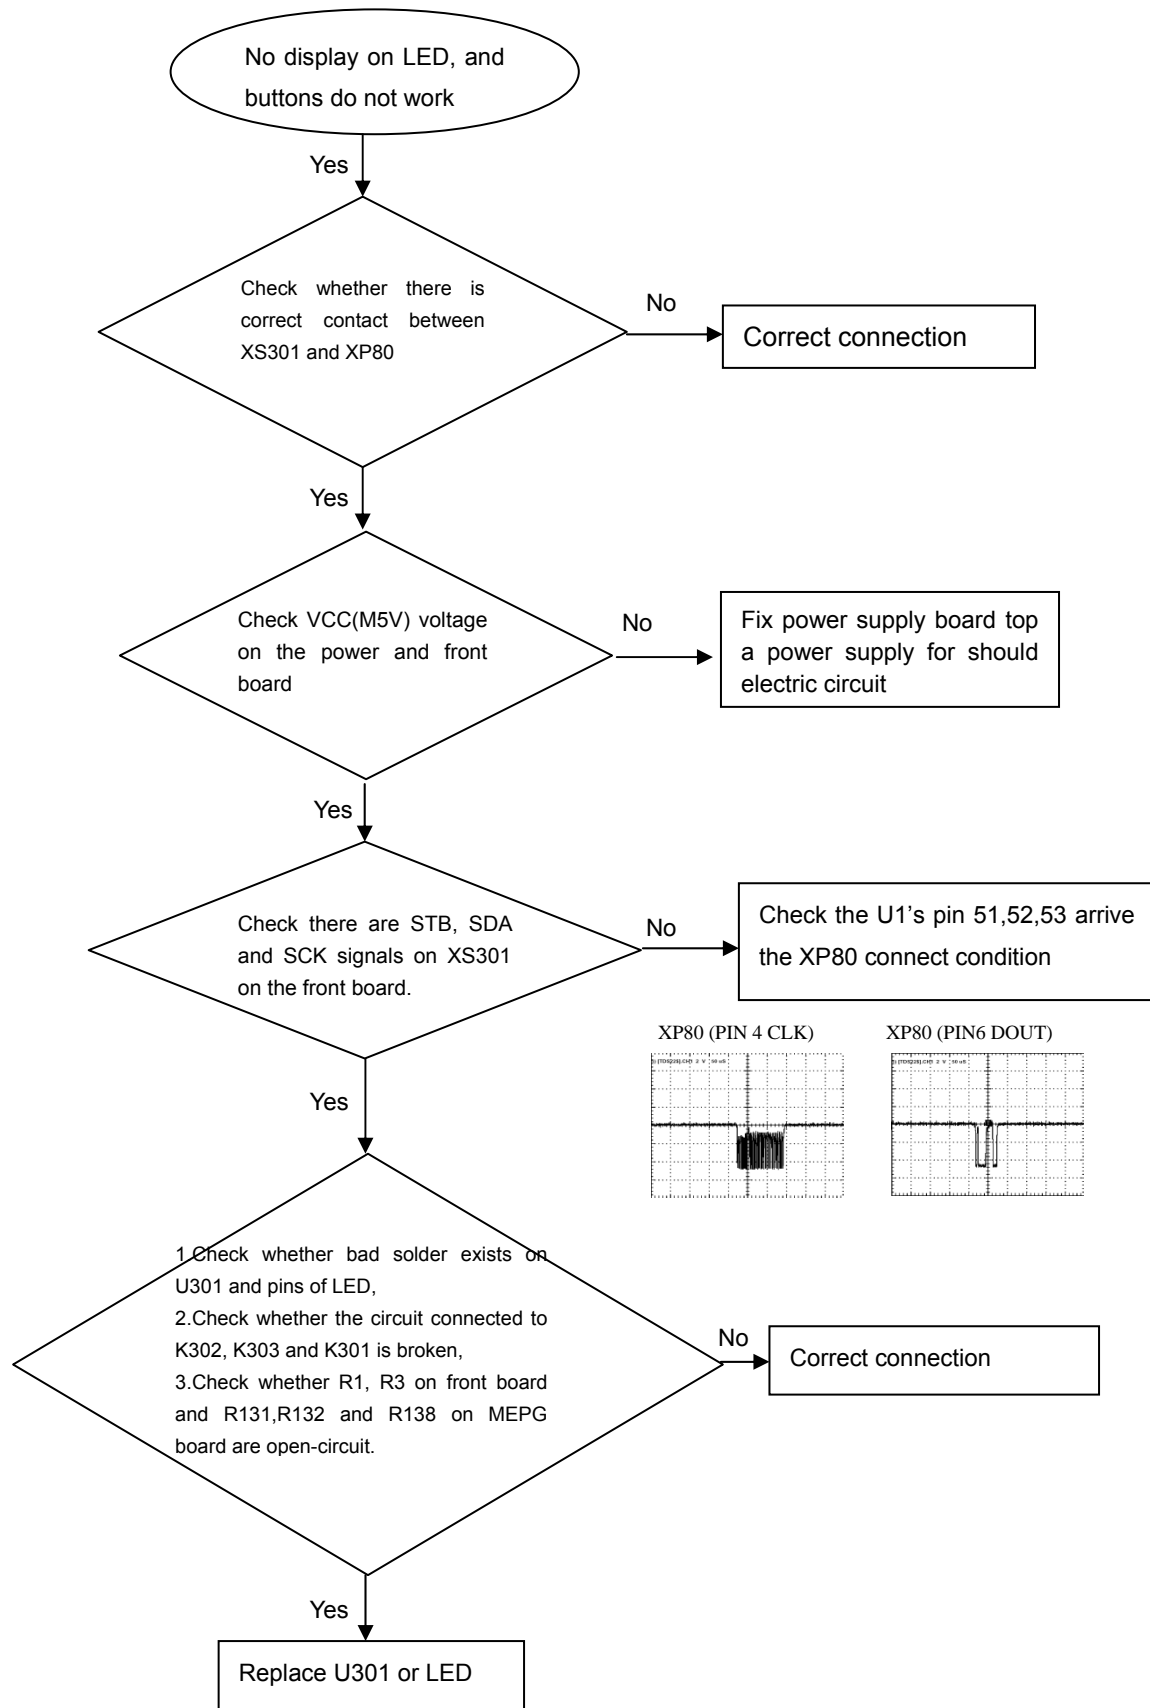 No display on LED, and
buttons do not work
Yes
Check whether there is
correct contact between
XS301 and XP80
No
Correct connection
Yes
Check VCC(M5V) voltage
on the power and front
board
No
Fix power supply board top
a power supply for should
electric circuit
Yes
Check there are STB, SDA
and SCK signals on XS301
on the front board.
No
Check the U1's pin 51,52,53 arrive
the XP80 connect condition
XP80 (PIN 4 CLK)
XP80 (PIN6 DOUT)
Yes
1.Check whether bad solder exists on
U301 and pins of LED,
2.Check whether the circuit connected to
K302, K303 and K301 is broken,
3.Check whether R1, R3 on front board
and R131,R132 and R138 on MEPG
board are open-circuit.
No
Correct connection
Yes
Replace U301 or LED